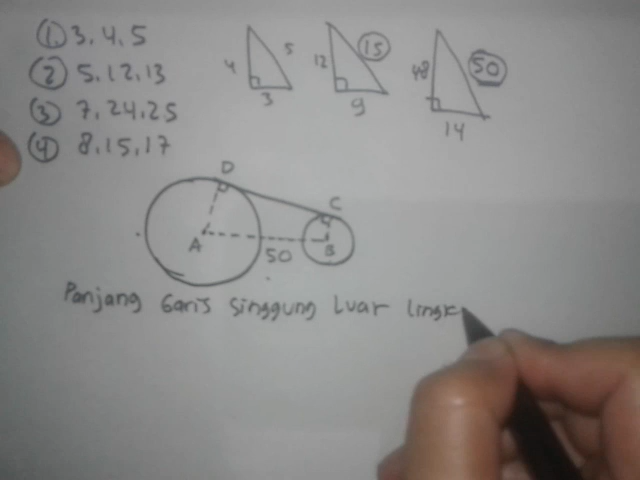 ① 3, 4, 5
② 5, 12, 13
③ 7, 24, 25
④ 8, 15, 17
4 5 3
12 15 9
48 50 14
D
C
A
B
50
Panjang Garis Singgung Luar Lingk